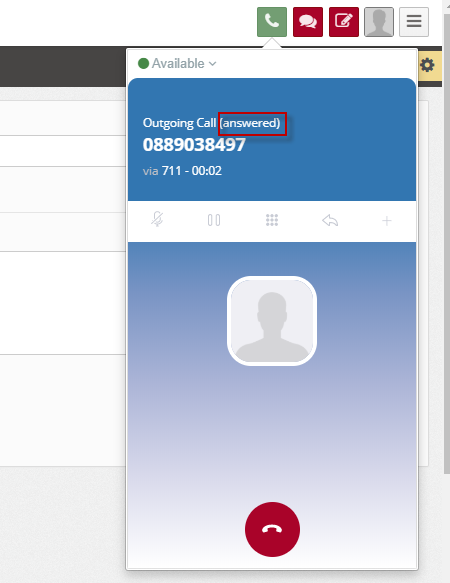 Available
Outgoing Call (answered)
0889038497
via 711 - 00:02